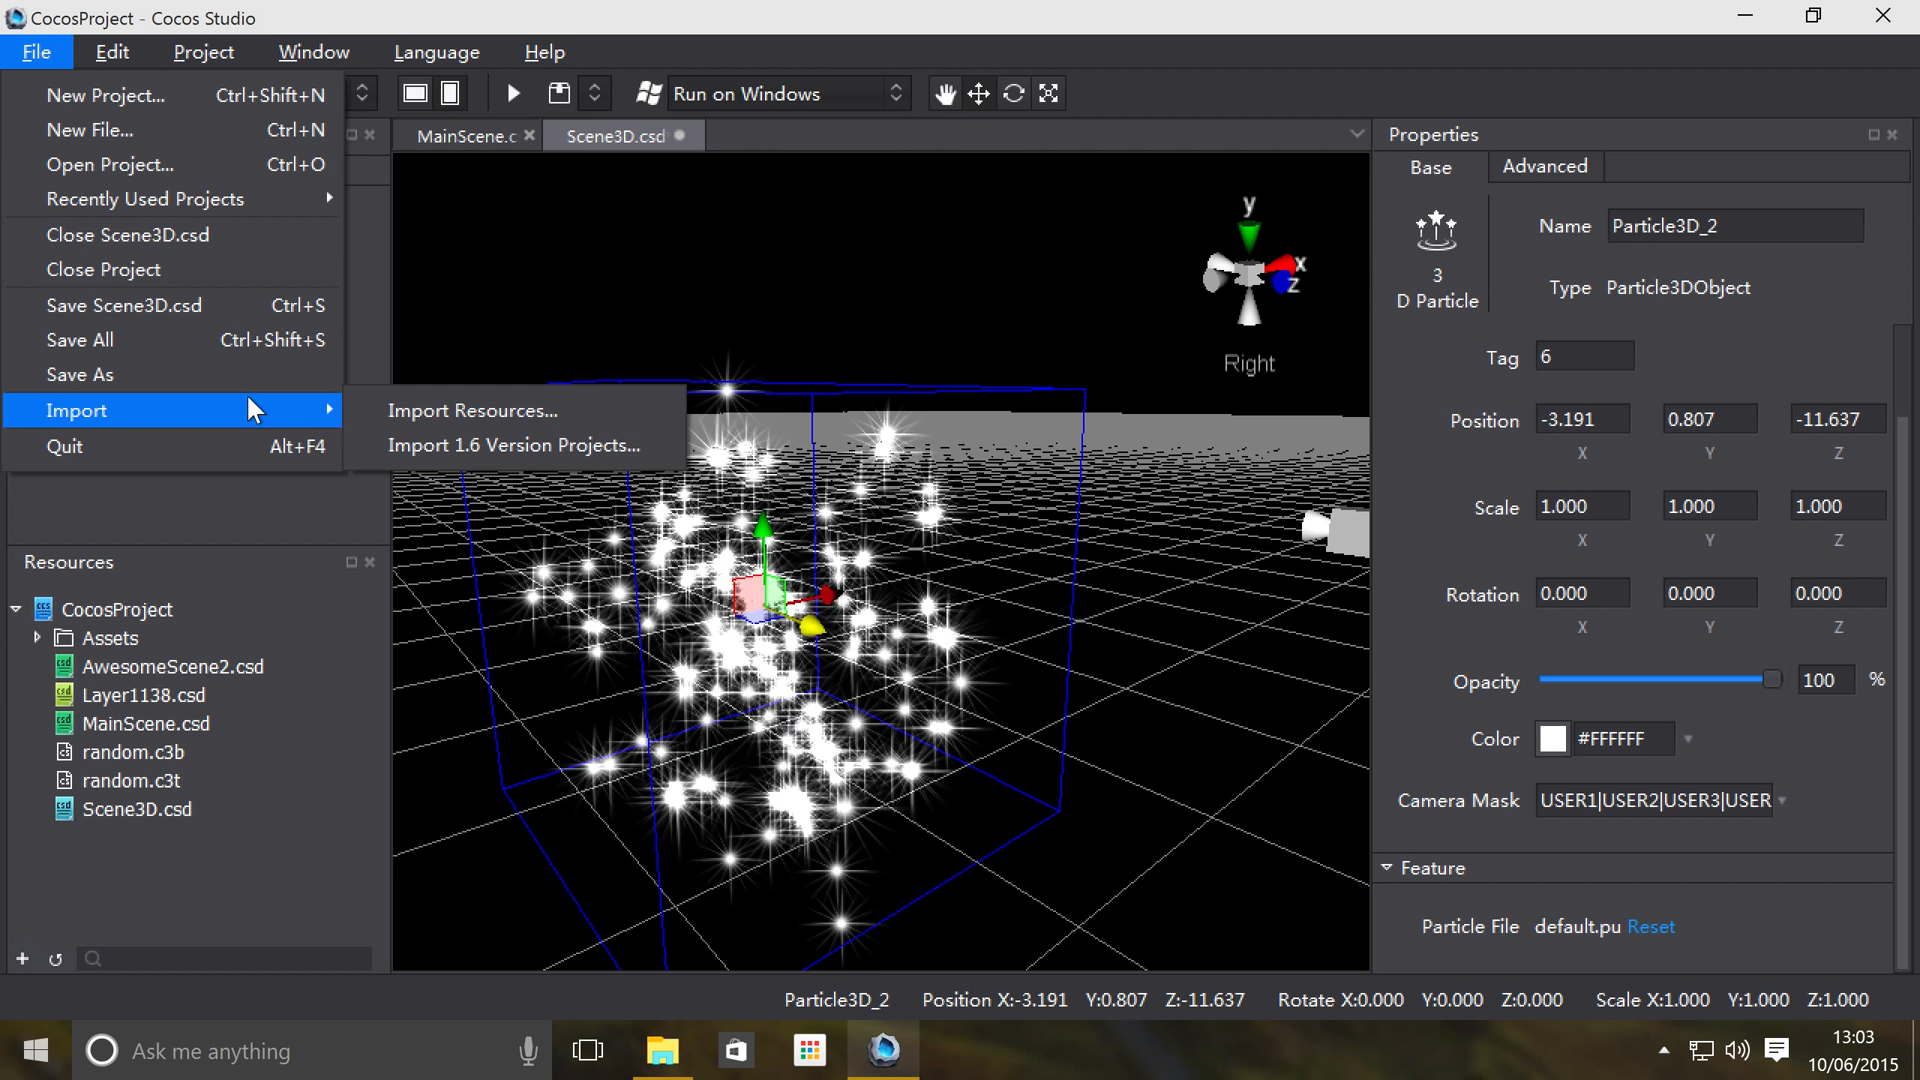 CocosProject - Cocos Studio
File Edit Project Window Language Help
New Project... Ctrl+Shift+N
New File... Ctrl+N
Open Project... Ctrl+O
Recently Used Projects
Close Scene3D.csd
Close Project
Save Scene3D.csd Ctrl+S
Save All Ctrl+Shift+S
Save As
Import
Quit Alt+F4
Import Resources...
Import 1.6 Version Projects...
Run on Windows
MainScene.c
Scene3D.csd
y
x
z
Right
Properties
Base Advanced
3
D Particle
Name Particle3D_2
Type Particle3DObject
Tag 6
Position -3.191 0.807 -11.637
X Y Z
Scale 1.000 1.000 1.000
X Y Z
Rotation 0.000 0.000 0.000
X Y Z
Opacity 100 %
Color #FFFFFF
Camera Mask USER1|USER2|USER3|USER
Feature
Particle File default.pu Reset
Resources
CocosProject
Assets
csd AwesomeScene2.csd
csd Layer1138.csd
csd MainScene.csd
cs random.c3b
cs random.c3t
csd Scene3D.csd
Particle3D_2 Position X:-3.191 Y:0.807 Z:-11.637 Rotate X:0.000 Y:0.000 Z:0.000 Scale X:1.000 Y:1.000 Z:1.000
Ask me anything
13:03
10/06/2015